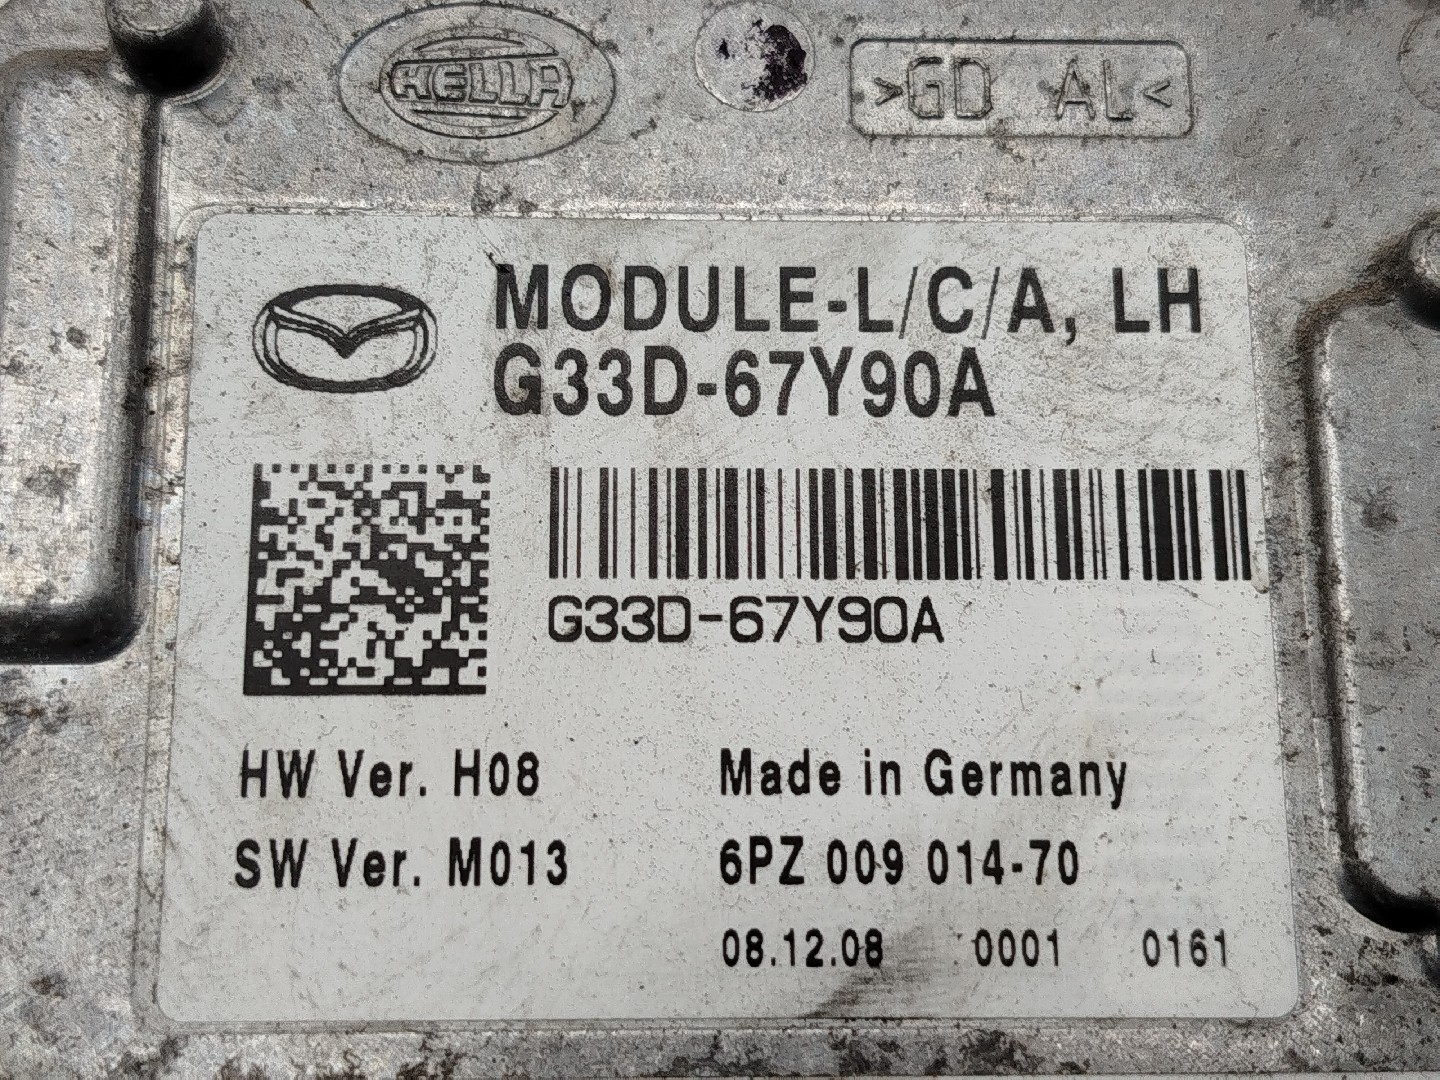 HELLA
>GD AL<
MODULE-L/C/A, LH
G33D-67Y90A
G33D-67Y90A
HW Ver. H08
Made in Germany
SW Ver. M013
6PZ 009 014-70
08.12.08 0001 0161